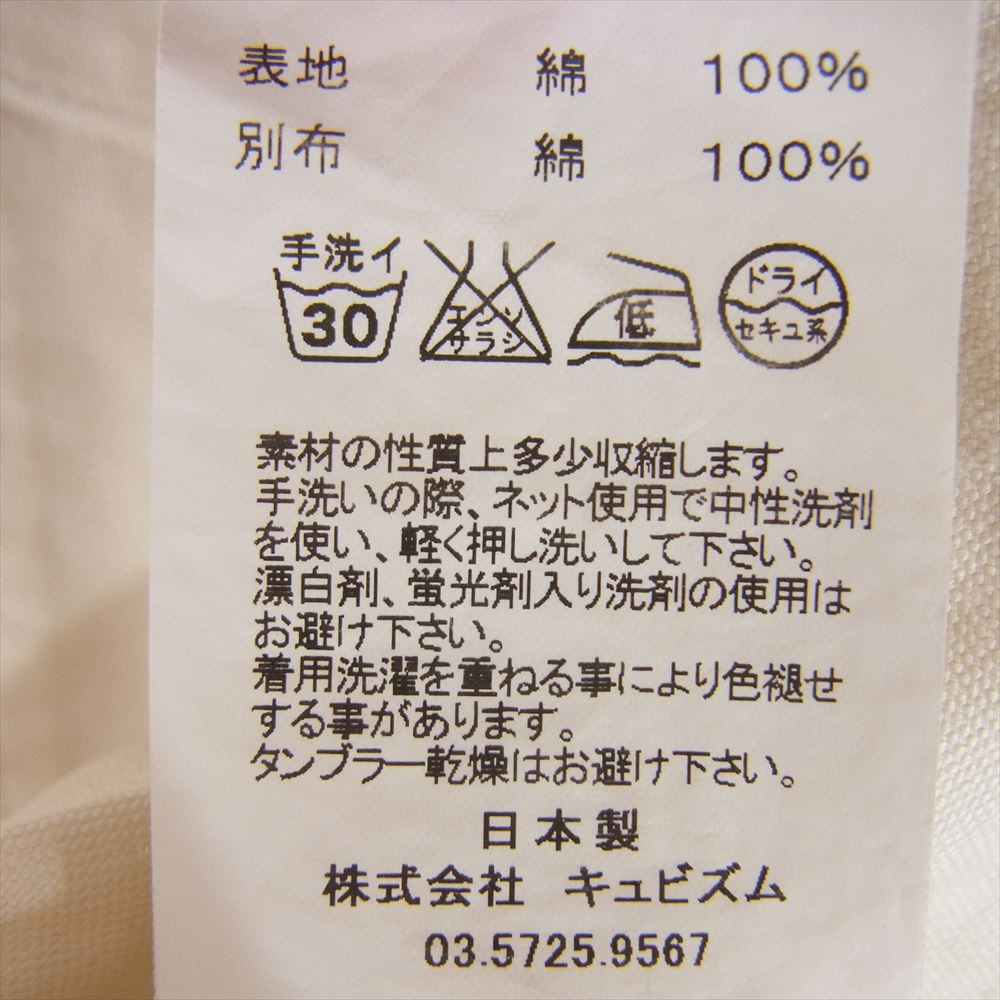 表地 綿 100%
別布 綿 100%
手洗イ
30
エンソ
サラシ
低
ドライ
セキユ系
素材の性質上多少収縮します。
手洗いの際、ネット使用で中性洗剤
を使い、軽く押し洗いして下さい。
漂白剤、蛍光剤入り洗剤の使用は
お避け下さい。
着用洗濯を重ねる事により色褪せ
する事があります。
タンブラー乾燥はお避け下さい。
日本製
株式会社 キュビズム
03.5725.9567